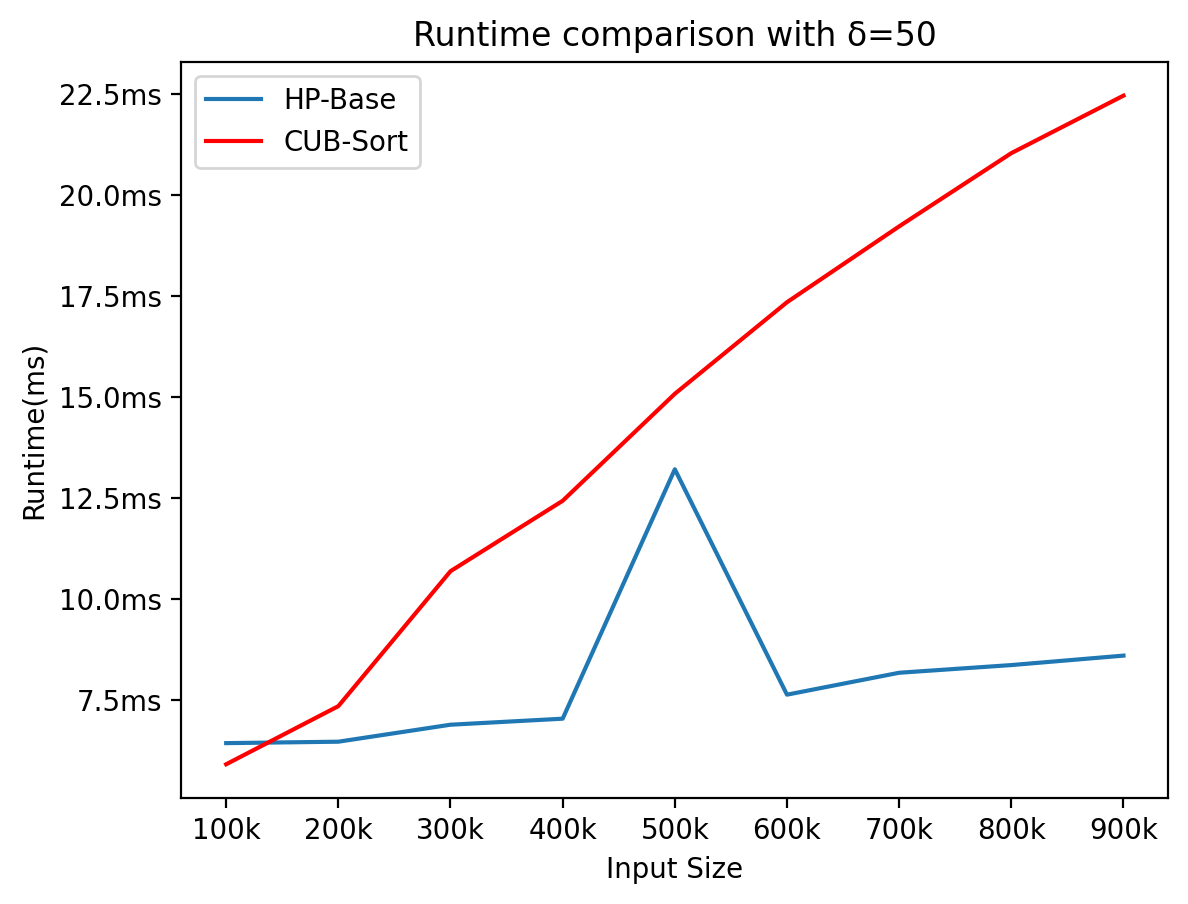 Runtime comparison with δ=50
HP-Base
CUB-Sort
22.5ms
20.0ms
17.5ms
15.0ms
12.5ms
10.0ms
7.5ms
Runtime(ms)
100k 200k 300k 400k 500k 600k 700k 800k 900k
Input Size